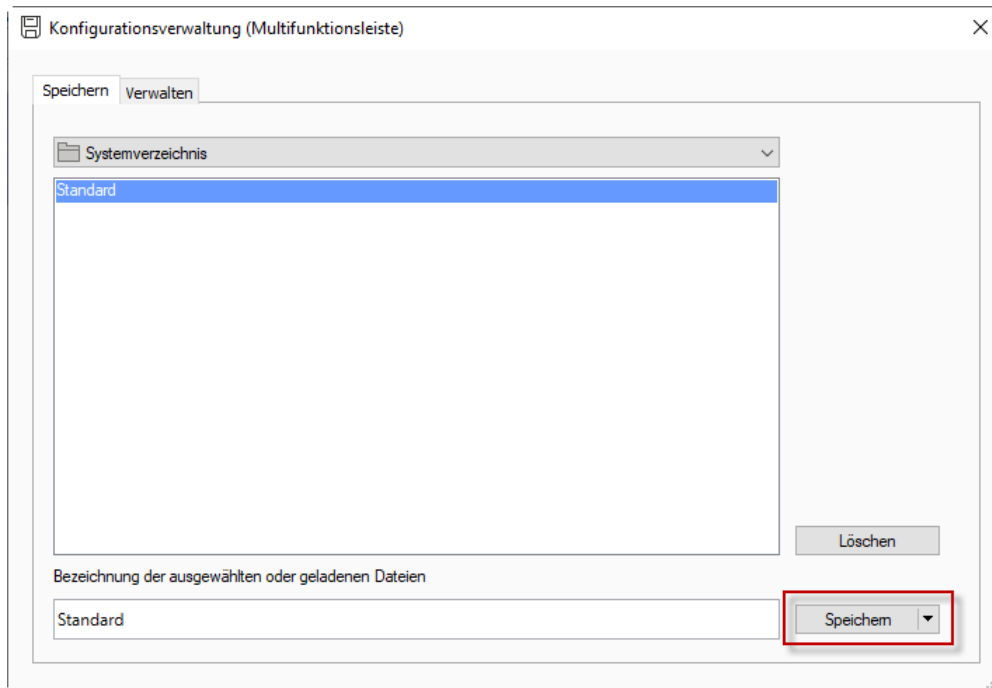 Konfigurationsverwaltung (Multifunktionsleiste)
Speichern
Verwalten
Systemverzeichnis
Standard
Löschen
Bezeichnung der ausgewählten oder geladenen Dateien
Standard
Speichern